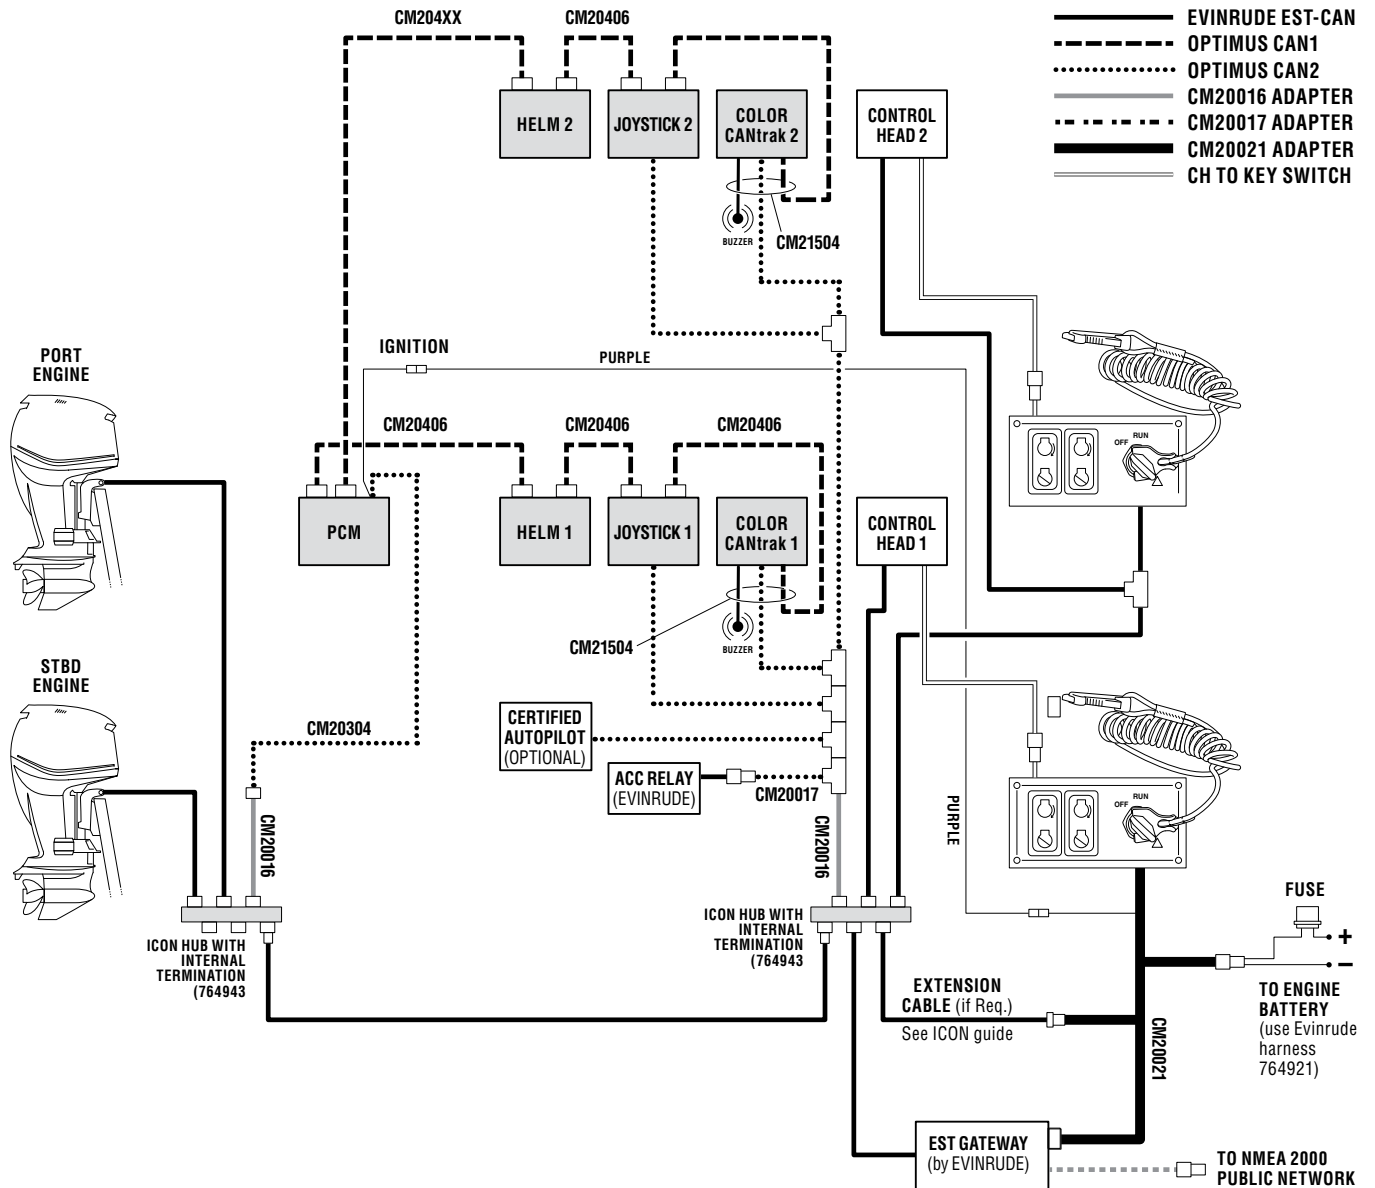 CM204XX
CM20406
EVINRUDE EST-CAN
OPTIMUS CAN1
OPTIMUS CAN2
CM20016 ADAPTER
CM20017 ADAPTER
CM20021 ADAPTER
CH TO KEY SWITCH
HELM 2
JOYSTICK 2
COLOR
CANtrak 2
CONTROL
HEAD 2
BUZZER
CM21504
IGNITION
PURPLE
PORT
ENGINE
CM20406
CM20406
CM20406
OFF
RUN
PCM
HELM 1
JOYSTICK 1
COLOR
CANtrak 1
CONTROL
HEAD 1
CM21504
BUZZER
STBD
ENGINE
CM20304
CERTIFIED
AUTOPILOT
(OPTIONAL)
ACC RELAY
(EVINRUDE)
CM20017
PURPLE
OFF
RUN
CM20016
CM20016
ICON HUB WITH
INTERNAL
TERMINATION
(764943
ICON HUB WITH
INTERNAL
TERMINATION
(764943
FUSE
+
−
TO ENGINE
BATTERY
(use Evinrude
harness
764921)
EXTENSION
CABLE (if Req.)
See ICON guide
CM20021
EST GATEWAY
(by EVINRUDE)
TO NMEA 2000
PUBLIC NETWORK